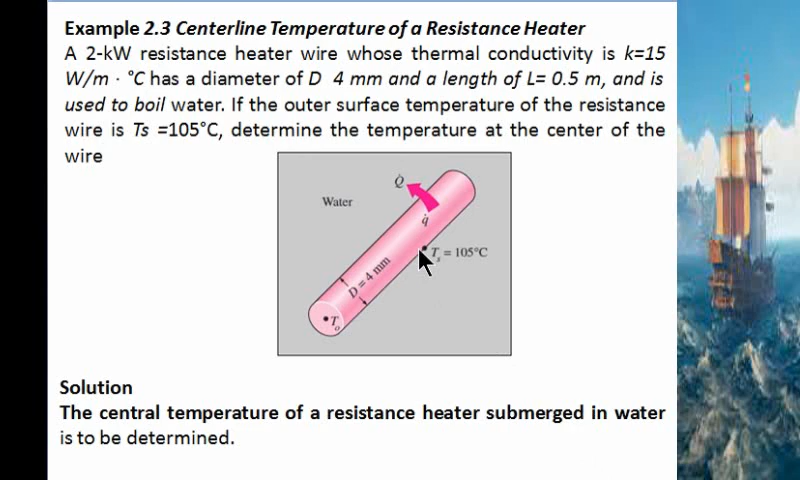 Example 2.3 Centerline Temperature of a Resistance Heater
A 2-kW resistance heater wire whose thermal conductivity is k=15
W/m · °C has a diameter of D 4 mm and a length of L= 0.5 m, and is
used to boil water. If the outer surface temperature of the resistance
wire is Ts =105°C, determine the temperature at the center of the
wire
Q̇
Water
q̇
T_s = 105°C
D = 4 mm
T_o
Solution
The central temperature of a resistance heater submerged in water
is to be determined.